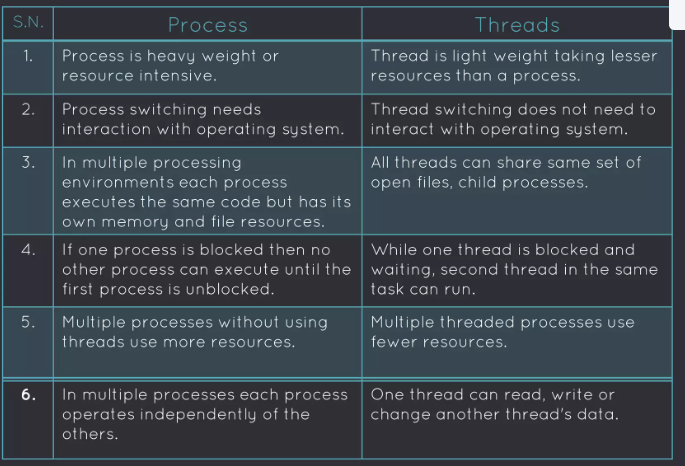 S.N. Process Threads
1. Process is heavy weight or
resource intensive.
Thread is light weight taking lesser
resources than a process.
2. Process switching needs
interaction with operating system.
Thread switching does not need to
interact with operating system.
3. In multiple processing
environments each process
executes the same code but has its
own memory and file resources.
All threads can share same set of
open files, child processes.
4. If one process is blocked then no
other process can execute until the
first process is unblocked.
While one thread is blocked and
waiting, second thread in the same
task can run.
5. Multiple processes without using
threads use more resources.
Multiple threaded processes use
fewer resources.
6. In multiple processes each process
operates independently of the
others.
One thread can read, write or
change another thread's data.